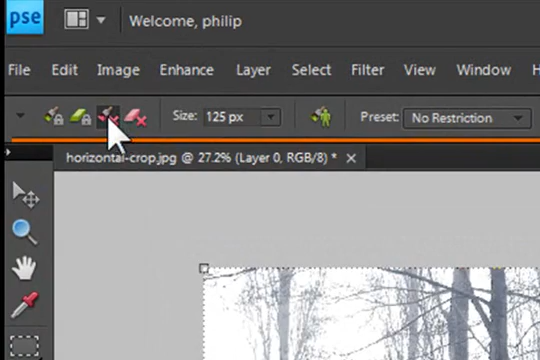 pse Welcome, philip
File Edit Image Enhance Layer Select Filter View Window H
Size: 125 px Preset: No Restriction
horizontal-crop.jpg @ 27.2% (Layer 0, RGB/8) *